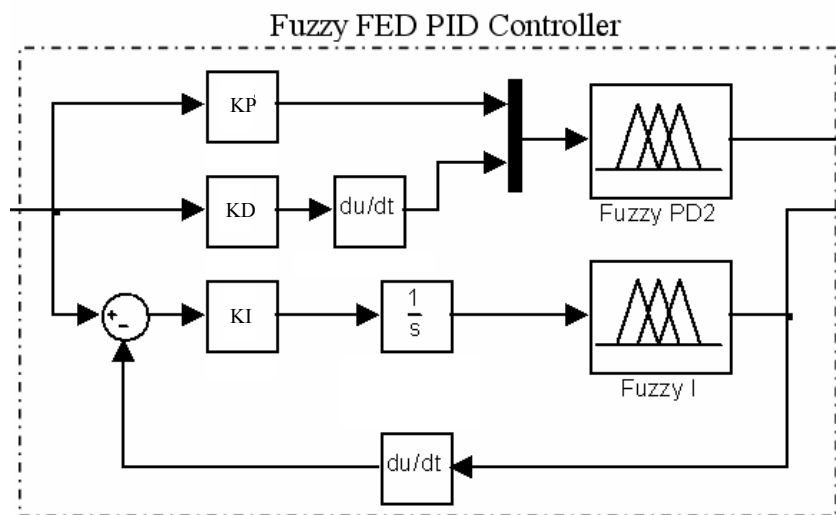 Fuzzy FED PID Controller
KP
KD
du/dt
Fuzzy PD2
+
-
KI
1
s
Fuzzy I
du/dt